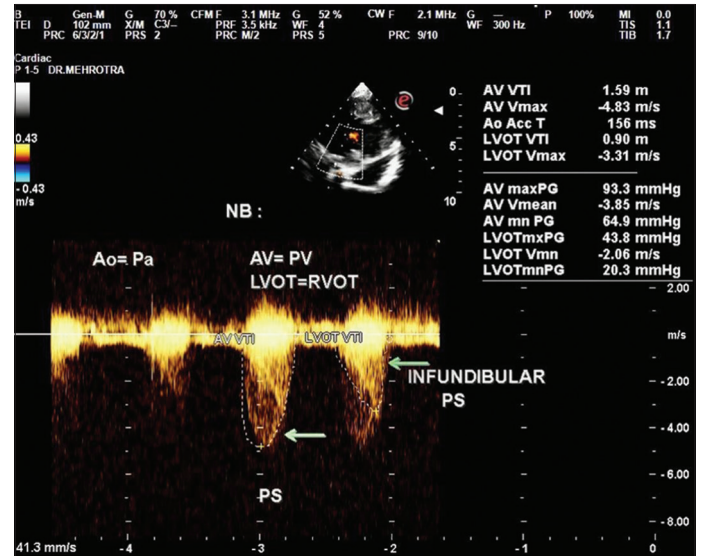 B Gen-M G 70 % CFM F 3.1 MHz G 52 % CW F 2.1 MHz G --- P 100% MI 0.0
TEI D 102 mm X/M C3/-- PRF 3.5 kHz WF 4 WF 300 Hz TIS 1.1
PRC 6/3/2/1 PRS 2 PRC M/2 PRS 5 PRC 9/10 TIB 1.7
Cardiac
P 1-5 DR.MEHROTRA
0.43
- 0.43
m/s
0
5
10
e
AV VTI 1.59 m
AV Vmax -4.83 m/s
Ao Acc T 156 ms
LVOT VTI 0.90 m
LVOT Vmax -3.31 m/s
AV maxPG 93.3 mmHg
AV Vmean -3.85 m/s
AV mn PG 64.9 mmHg
LVOTmxPG 43.8 mmHg
LVOT Vmn -2.06 m/s
LVOTmnPG 20.3 mmHg
NB :
Ao= Pa AV= PV
LVOT=RVOT
2.00
m/s
AV VTI LVOT VTI
INFUNDIBULAR
PS
-2.00
-4.00
-6.00
-8.00
PS
41.3 mm/s -4 -3 -2 -1 0